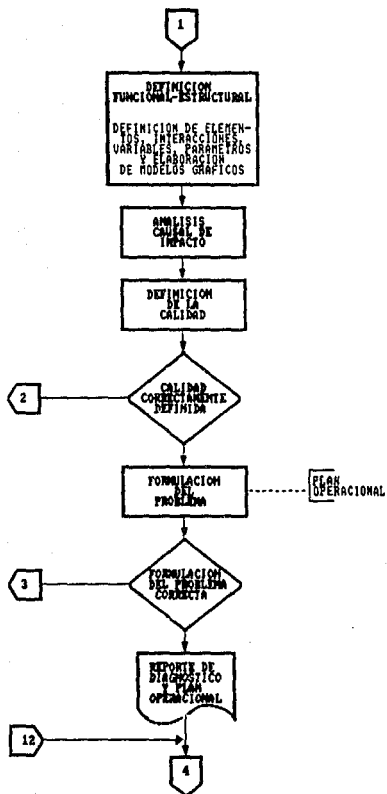 1
DEFINICION
FUNCIONAL-ESTRUCTURAL
DEFINICION DE ELEMEN-
TOS, INTERACCIONES,
VARIABLES, PARAMETROS
Y ELABORACION
DE MODELOS GRAFICOS
ANALISIS
CAUSAL DE
IMPACTO
DEFINICION
DE LA
CALIDAD
CALIDAD
CORRECTAMENTE
DEFINIDA
2
FORMULACION
DEL
PROBLEMA
PLAN
OPERACIONAL
FORMULACION
DEL PROBLEMA
CORRECTA
3
REPORTE DE
DIAGNOSTICO
Y PLAN
OPERACIONAL
12
4